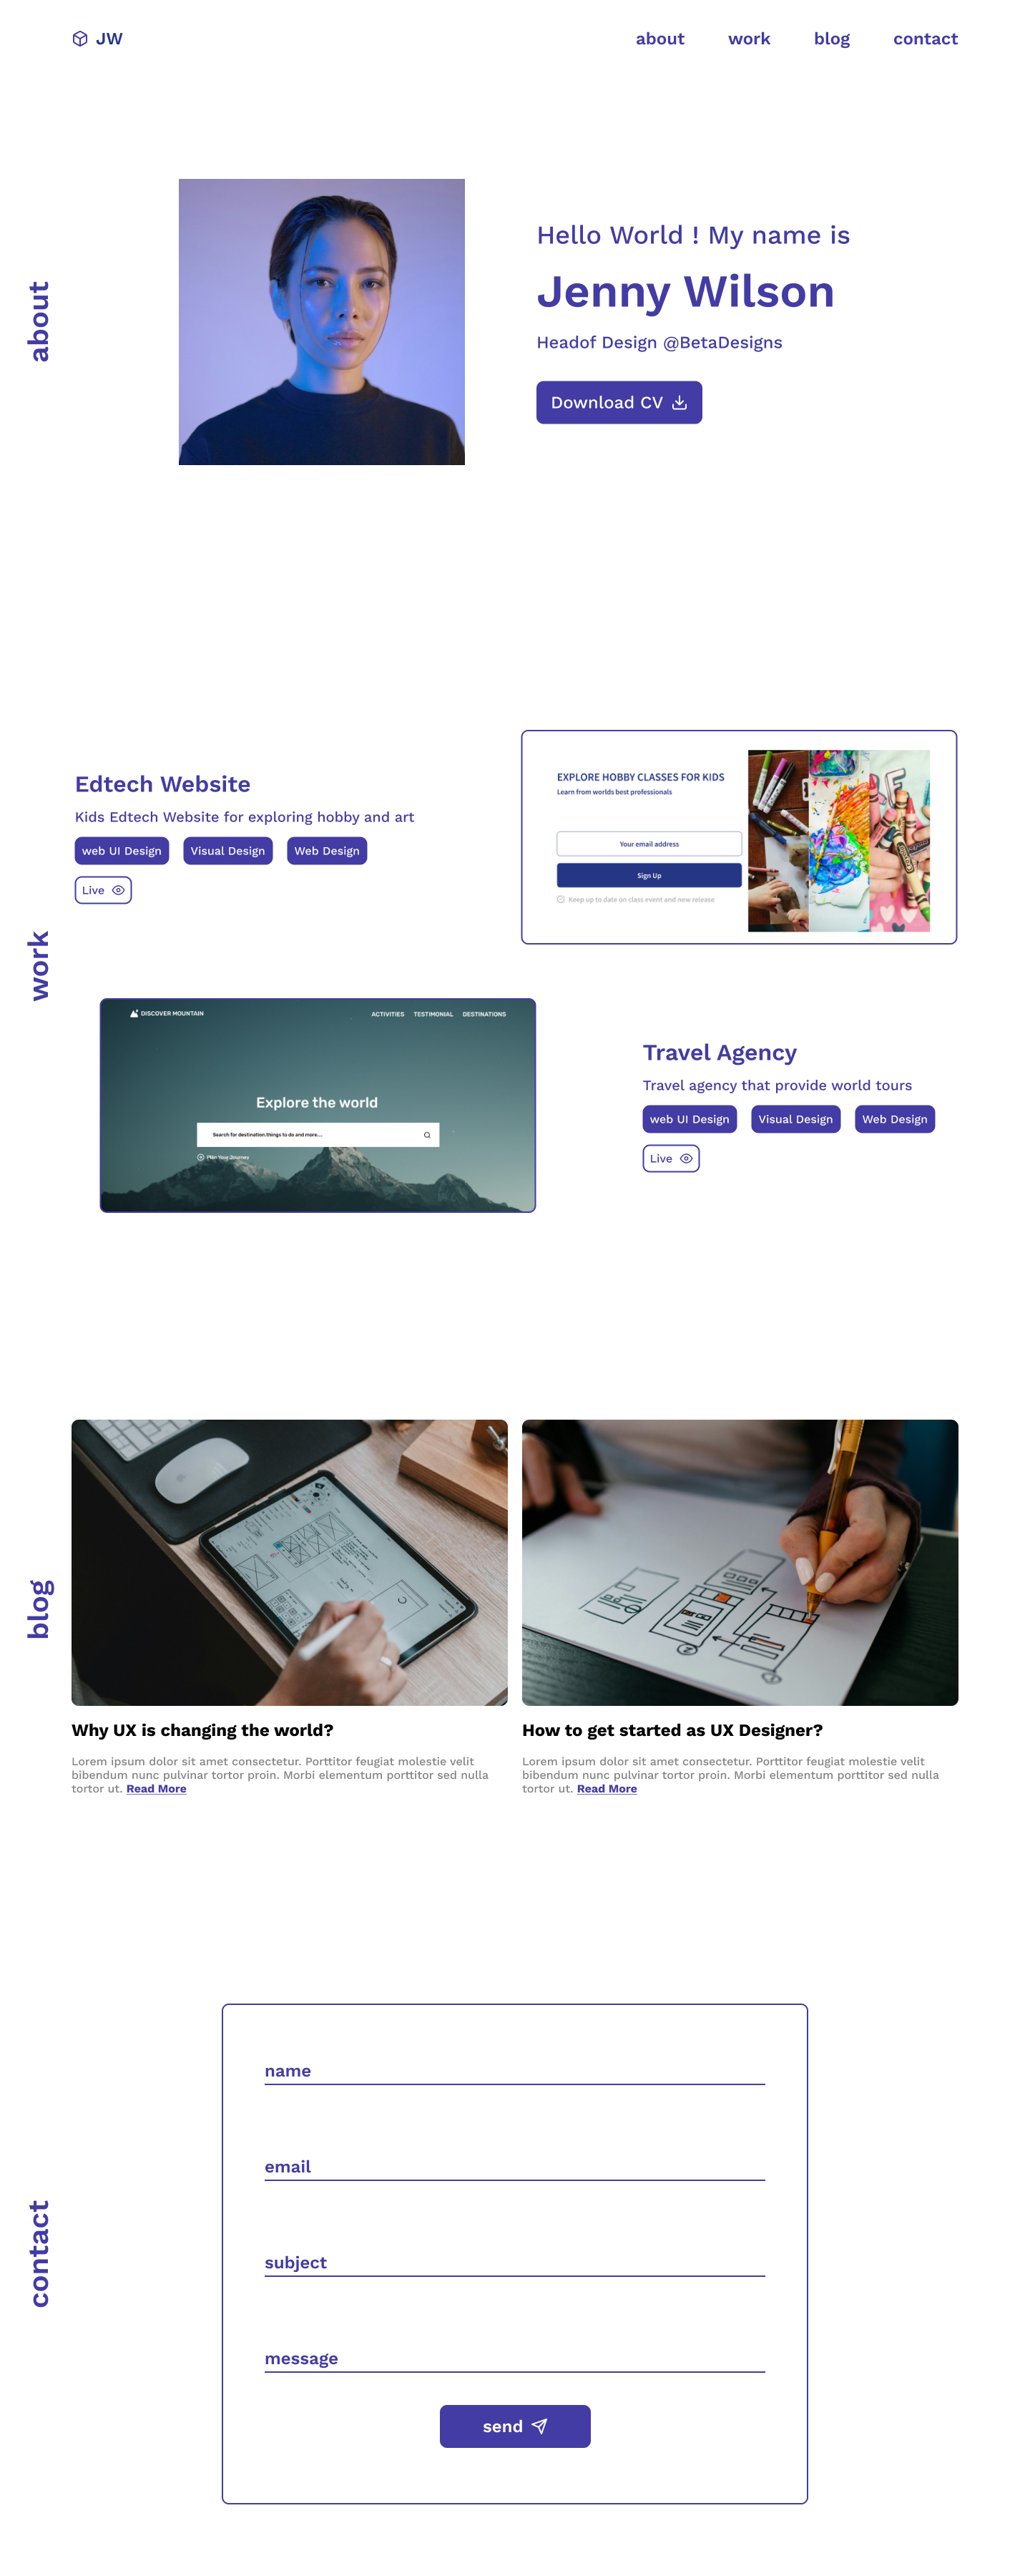 JW
about
work
blog
contact
about
Hello World ! My name is
Jenny Wilson
Headof Design @BetaDesigns
Download CV
work
Edtech Website
Kids Edtech Website for exploring hobby and art
web UI Design
Visual Design
Web Design
Live
EXPLORE HOBBY CLASSES FOR KIDS
Learn from worlds best professionals
Your email address
Sign Up
Keep up to date on class event and new release
DISCOVER MOUNTAIN
ACTIVITIES
TESTIMONIAL
DESTINATIONS
Explore the world
Search for destination,things to do and more....
Plan Your Journey
Travel Agency
Travel agency that provide world tours
web UI Design
Visual Design
Web Design
Live
blog
Why UX is changing the world?
Lorem ipsum dolor sit amet consectetur. Porttitor feugiat molestie velit
bibendum nunc pulvinar tortor proin. Morbi elementum porttitor sed nulla
tortor ut. Read More
How to get started as UX Designer?
Lorem ipsum dolor sit amet consectetur. Porttitor feugiat molestie velit
bibendum nunc pulvinar tortor proin. Morbi elementum porttitor sed nulla
tortor ut. Read More
contact
name
email
subject
message
send